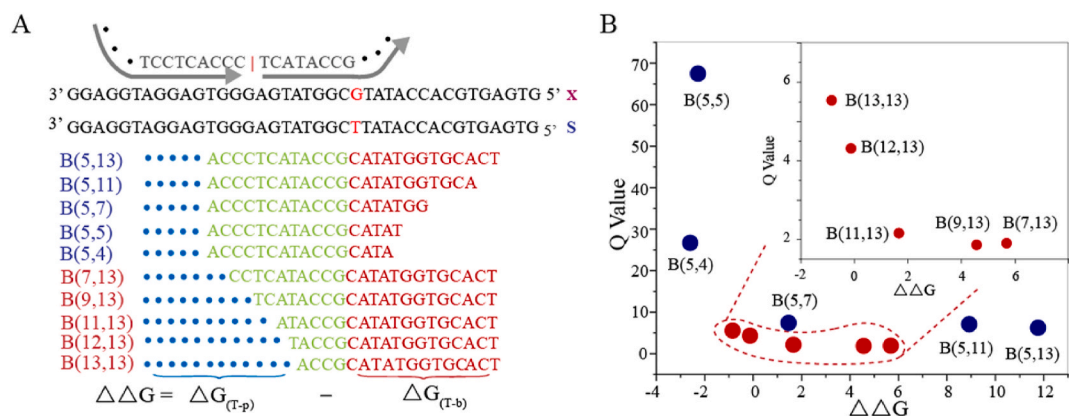 A
TCCTCACCC | TCATACCG
3' GGAGGTAGGAGTGGGAGTATGGCGTATACCACGTGAGTG 5' X
3' GGAGGTAGGAGTGGGAGTATGGCTTATACCACGTGAGTG 5' S
B(5,13) ACCCTCATACCGCATATGGTGCACT
B(5,11) ACCCTCATACCGCATATGGTGCA
B(5,7) ACCCTCATACCGCATATGG
B(5,5) ACCCTCATACCGCATAT
B(5,4) ACCCTCATACCGCATA
B(7,13) CCTCATACCGCATATGGTGCACT
B(9,13) TCATACCGCATATGGTGCACT
B(11,13) ATACCGCATATGGTGCACT
B(12,13) TACCGCATATGGTGCACT
B(13,13) ACCGCATATGGTGCACT
△△G = △G(T-p) − △G(T-b)
B
Q Value
70
60
50
40
30
20
10
0
-4 -2 0 2 4 6 8 10 12
△△G
B(5,5)
B(5,4)
B(5,7)
B(5,11)
B(5,13)
Q Value
6
4
2
-2 0 2 4 6
△△G
B(13,13)
B(12,13)
B(11,13)
B(9,13)
B(7,13)